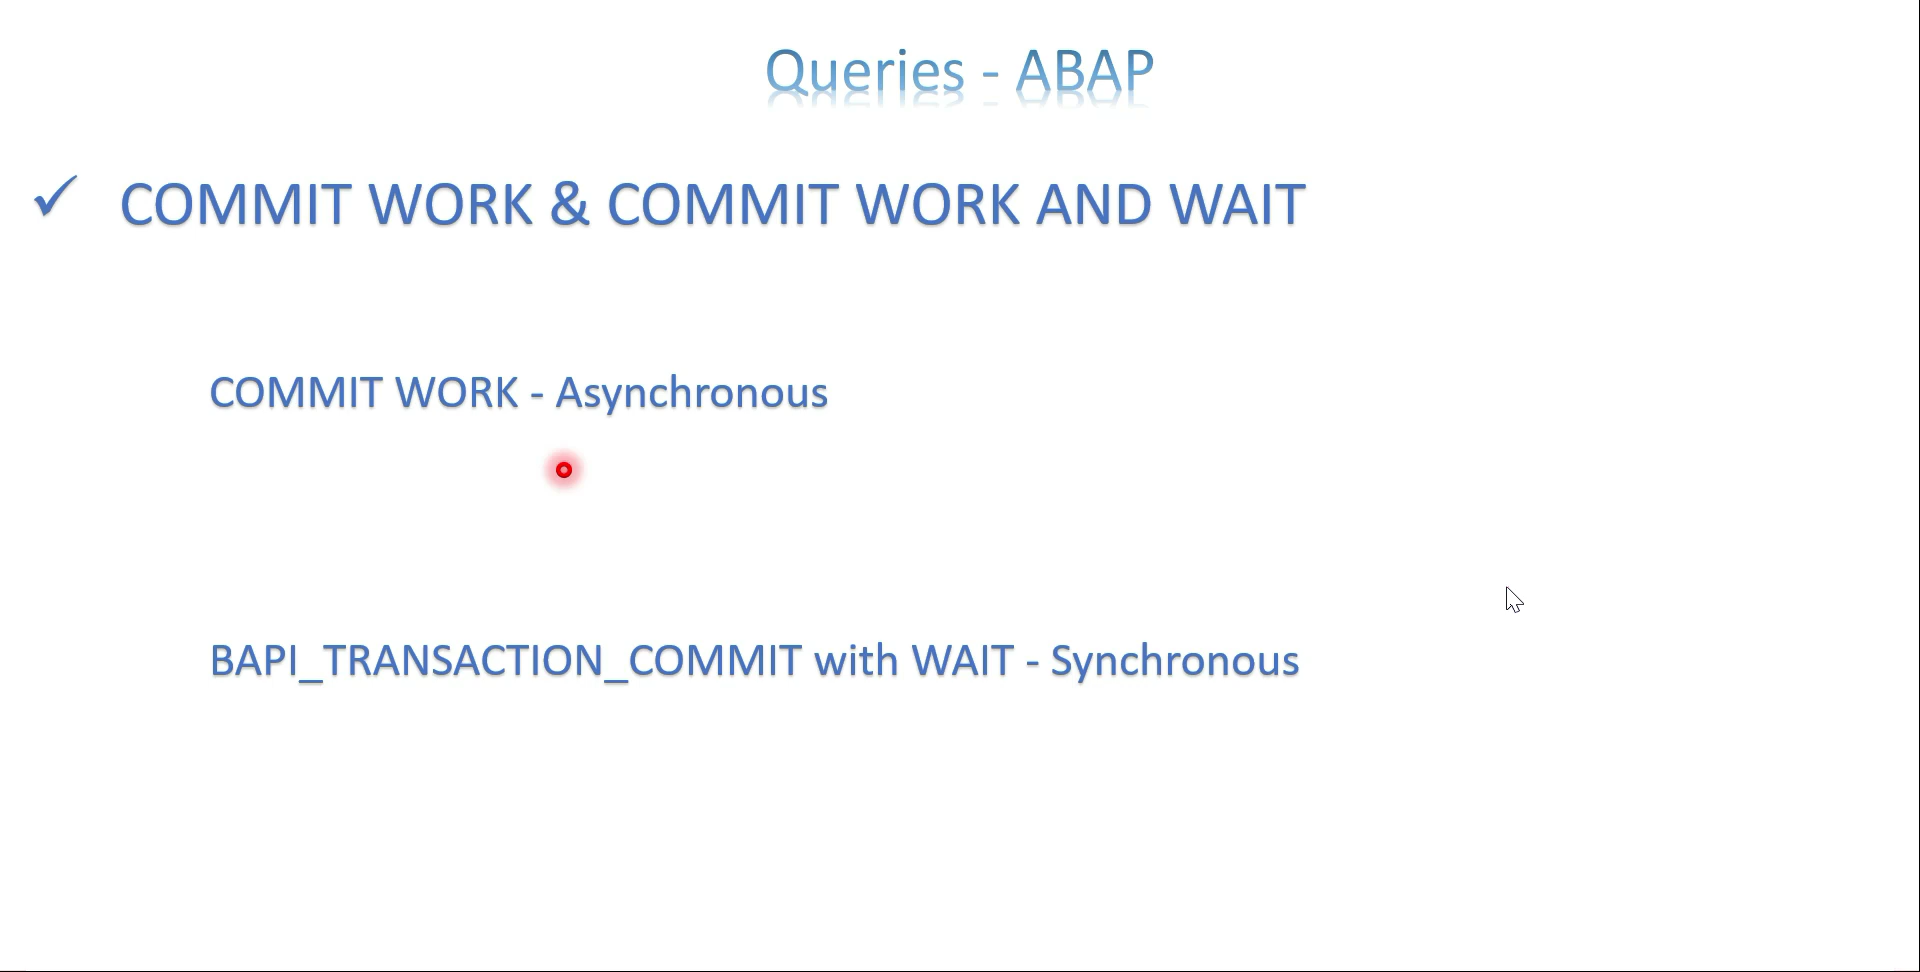 Queries - ABAP
✓ COMMIT WORK & COMMIT WORK AND WAIT
COMMIT WORK - Asynchronous
BAPI_TRANSACTION_COMMIT with WAIT - Synchronous